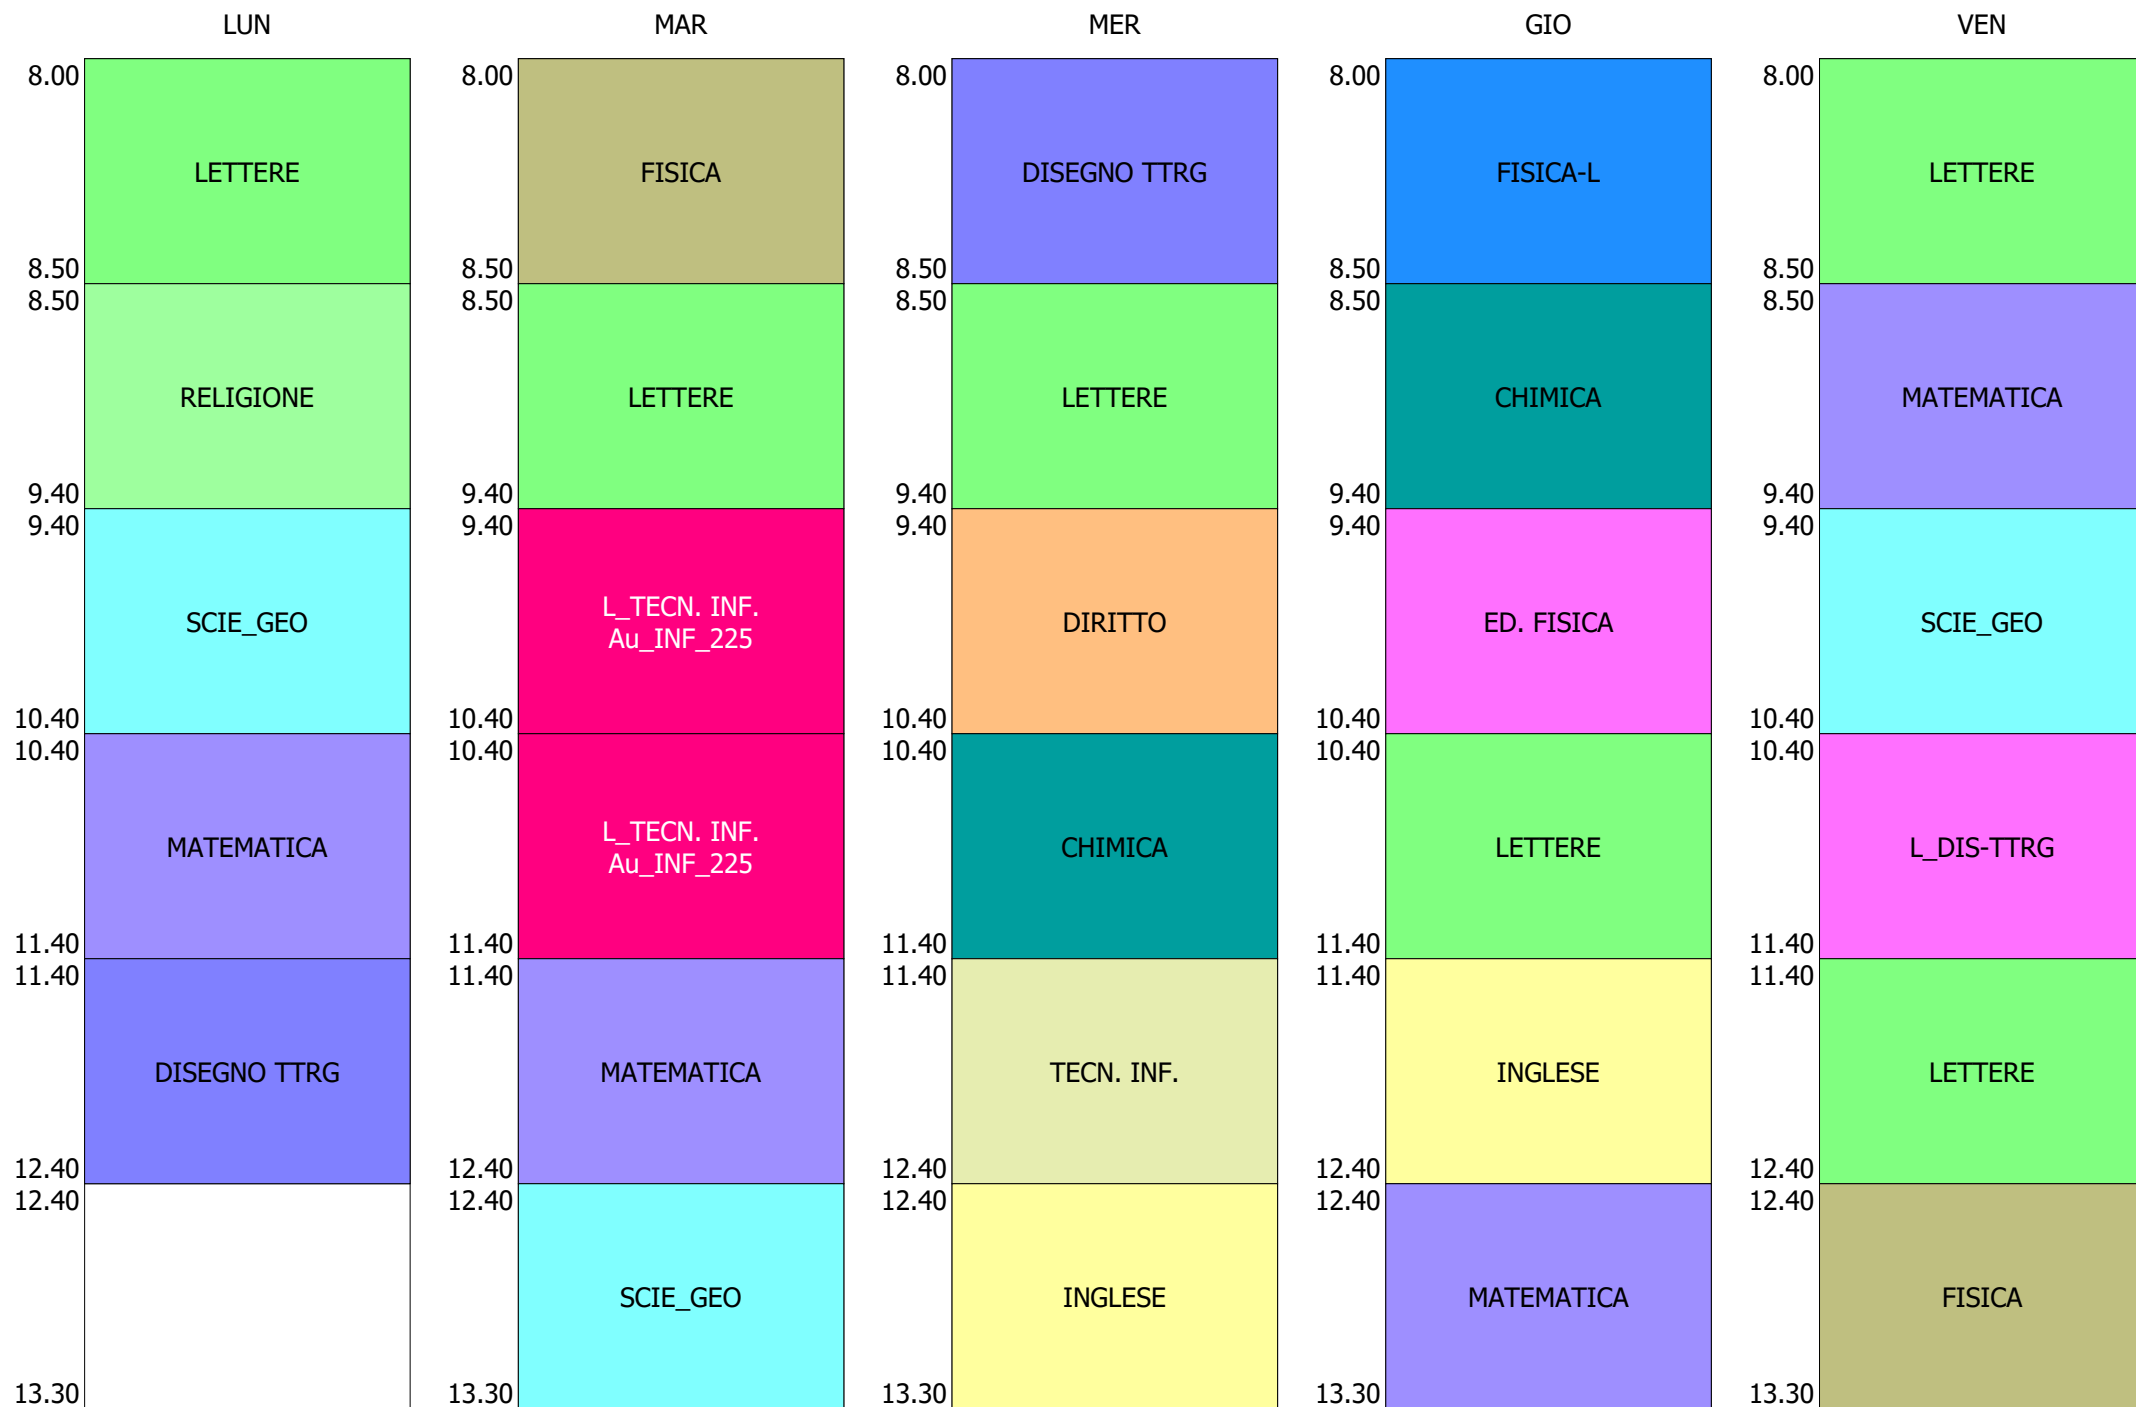 LUN
MAR
MER
GIO
VEN
8.00
LETTERE
8.50
8.50
RELIGIONE
9.40
9.40
SCIE_GEO
10.40
10.40
MATEMATICA
11.40
11.40
DISEGNO TTRG
12.40
12.40
13.30
8.00
FISICA
8.50
8.50
LETTERE
9.40
9.40
L_TECN. INF.
Au_INF_225
10.40
10.40
L_TECN. INF.
Au_INF_225
11.40
11.40
MATEMATICA
12.40
12.40
SCIE_GEO
13.30
8.00
DISEGNO TTRG
8.50
8.50
LETTERE
9.40
9.40
DIRITTO
10.40
10.40
CHIMICA
11.40
11.40
TECN. INF.
12.40
12.40
INGLESE
13.30
8.00
FISICA-L
8.50
8.50
CHIMICA
9.40
9.40
ED. FISICA
10.40
10.40
LETTERE
11.40
11.40
INGLESE
12.40
12.40
MATEMATICA
13.30
8.00
LETTERE
8.50
8.50
MATEMATICA
9.40
9.40
SCIE_GEO
10.40
10.40
L_DIS-TTRG
11.40
11.40
LETTERE
12.40
12.40
FISICA
13.30